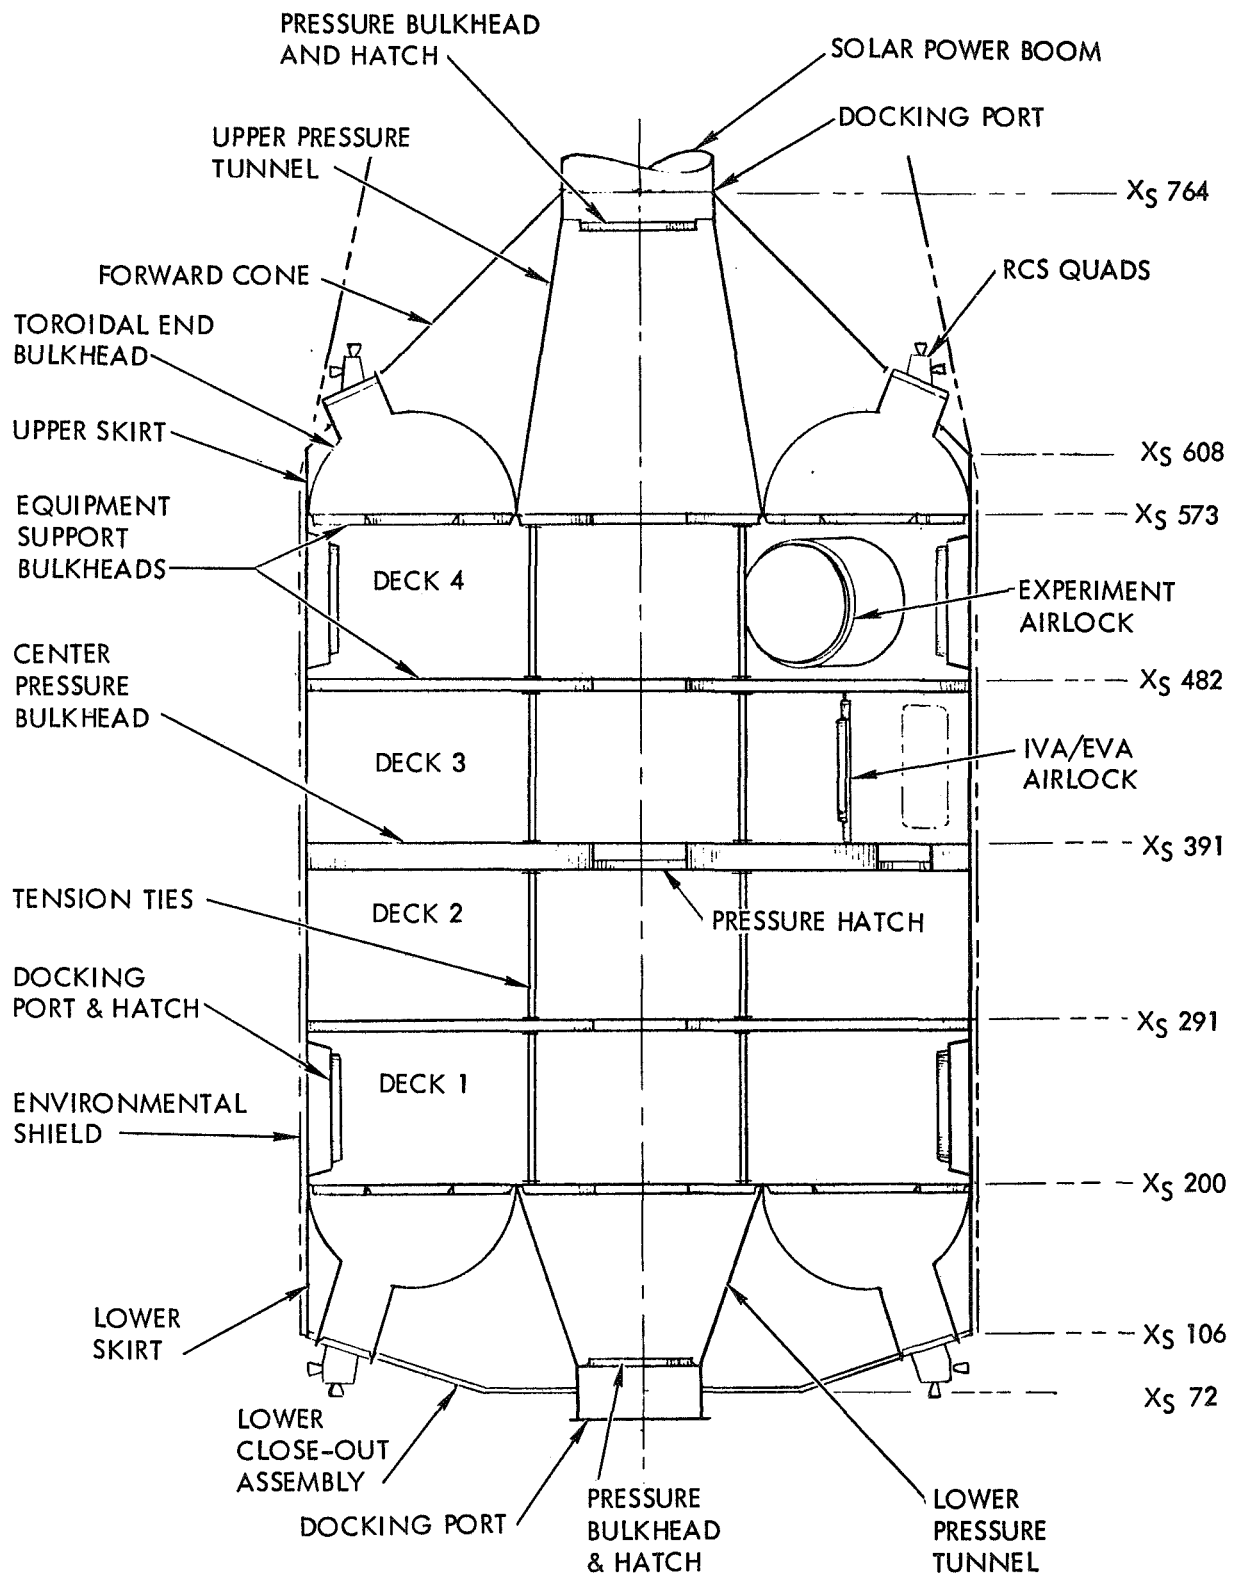 PRESSURE BULKHEAD
AND HATCH
SOLAR POWER BOOM
DOCKING PORT
UPPER PRESSURE
TUNNEL
XS 764
FORWARD CONE
RCS QUADS
TOROIDAL END
BULKHEAD
UPPER SKIRT
XS 608
EQUIPMENT
SUPPORT
BULKHEADS
XS 573
DECK 4
EXPERIMENT
AIRLOCK
CENTER
PRESSURE
BULKHEAD
XS 482
DECK 3
IVA/EVA
AIRLOCK
XS 391
TENSION TIES
DECK 2
PRESSURE HATCH
DOCKING
PORT & HATCH
XS 291
DECK 1
ENVIRONMENTAL
SHIELD
XS 200
LOWER
SKIRT
XS 106
XS 72
LOWER
CLOSE-OUT
ASSEMBLY
DOCKING PORT
PRESSURE
BULKHEAD
& HATCH
LOWER
PRESSURE
TUNNEL